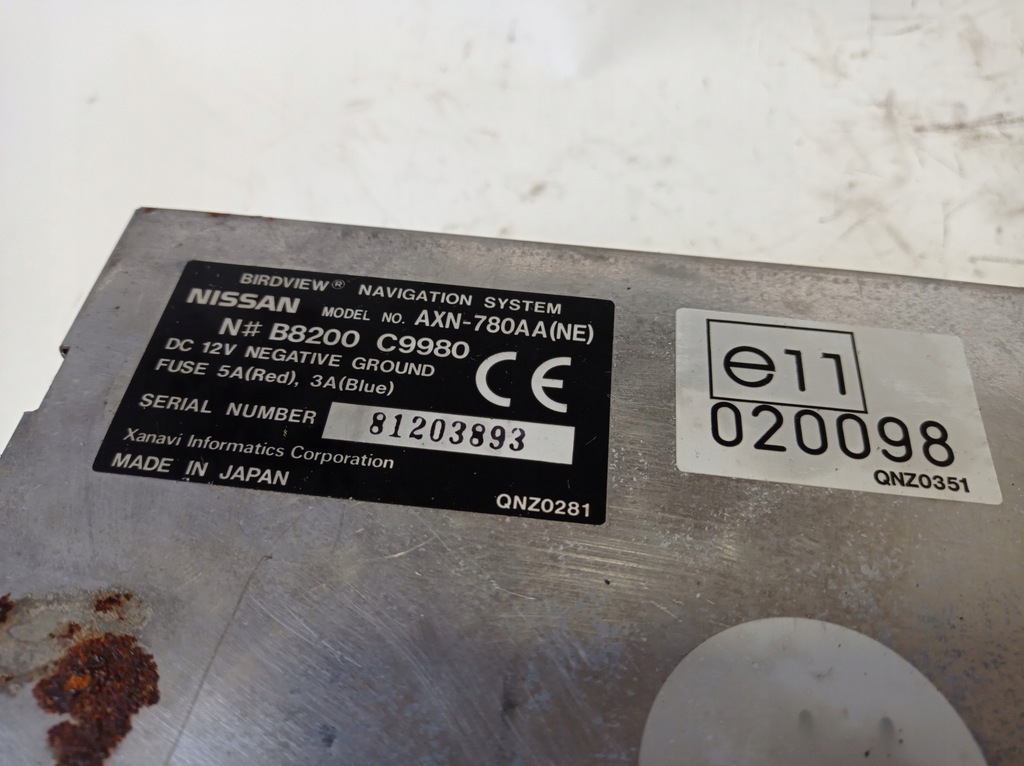 BIRDVIEW® NAVIGATION SYSTEM
NISSAN MODEL NO. AXN-780AA(NE)
N# B8200 C9980
DC 12V NEGATIVE GROUND
FUSE 5A(Red), 3A(Blue)
CE
SERIAL NUMBER 81203893
Xanavi Informatics Corporation
MADE IN JAPAN
QNZ0281
e11
020098
QNZ0351